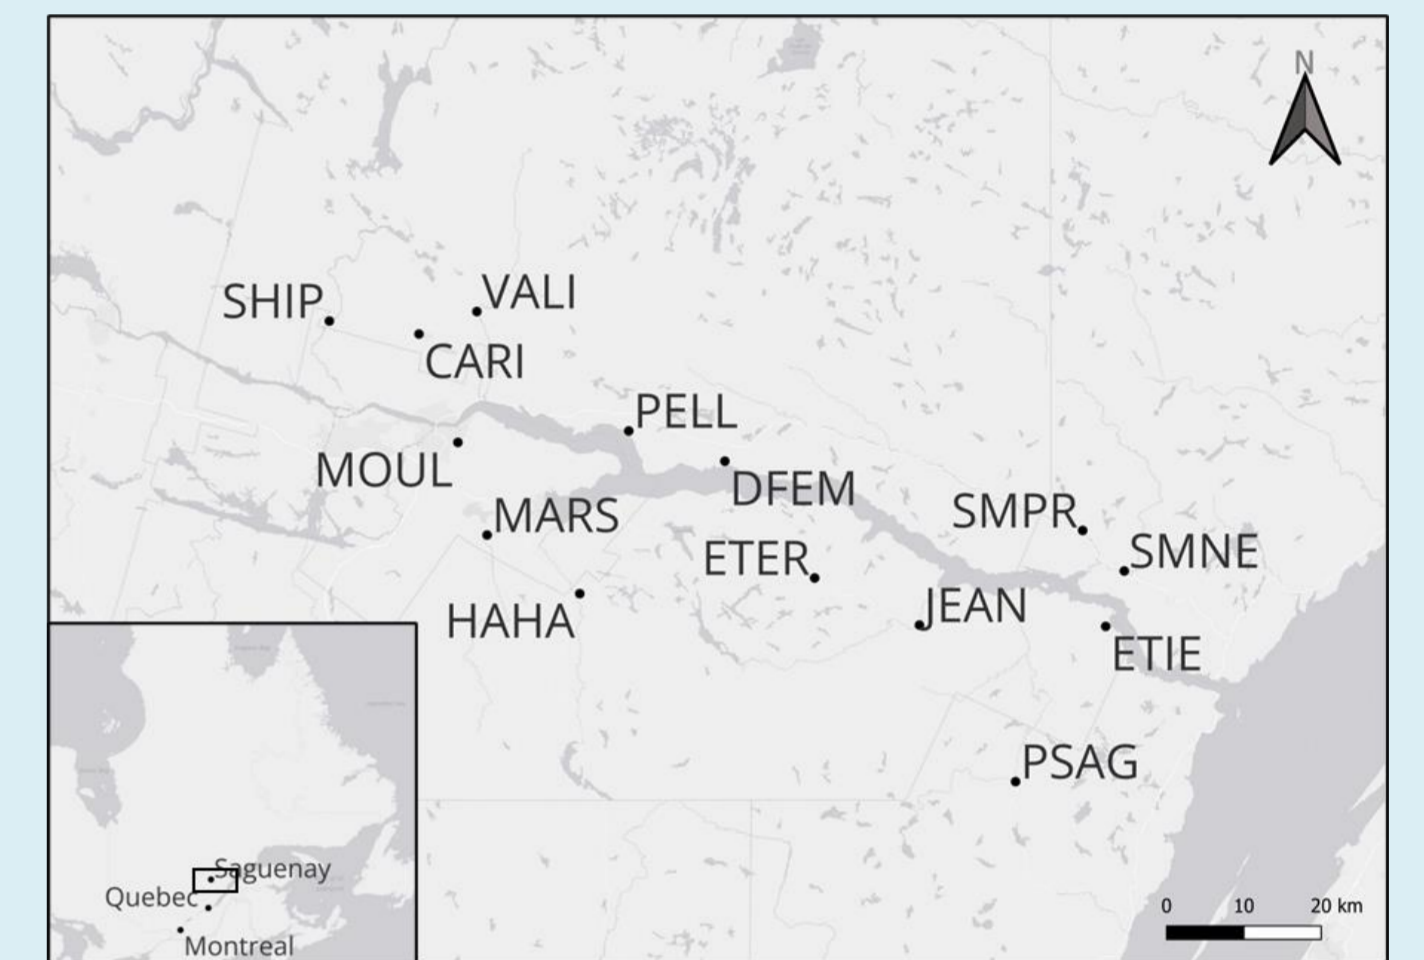 N
VALI
SHIP
CARI
PELL
MOUL
DFEM
MARS
SMPR
SMNE
ETER
JEAN
HAHA
ETIE
PSAG
Saguenay
Quebec
Montreal
0 10 20 km